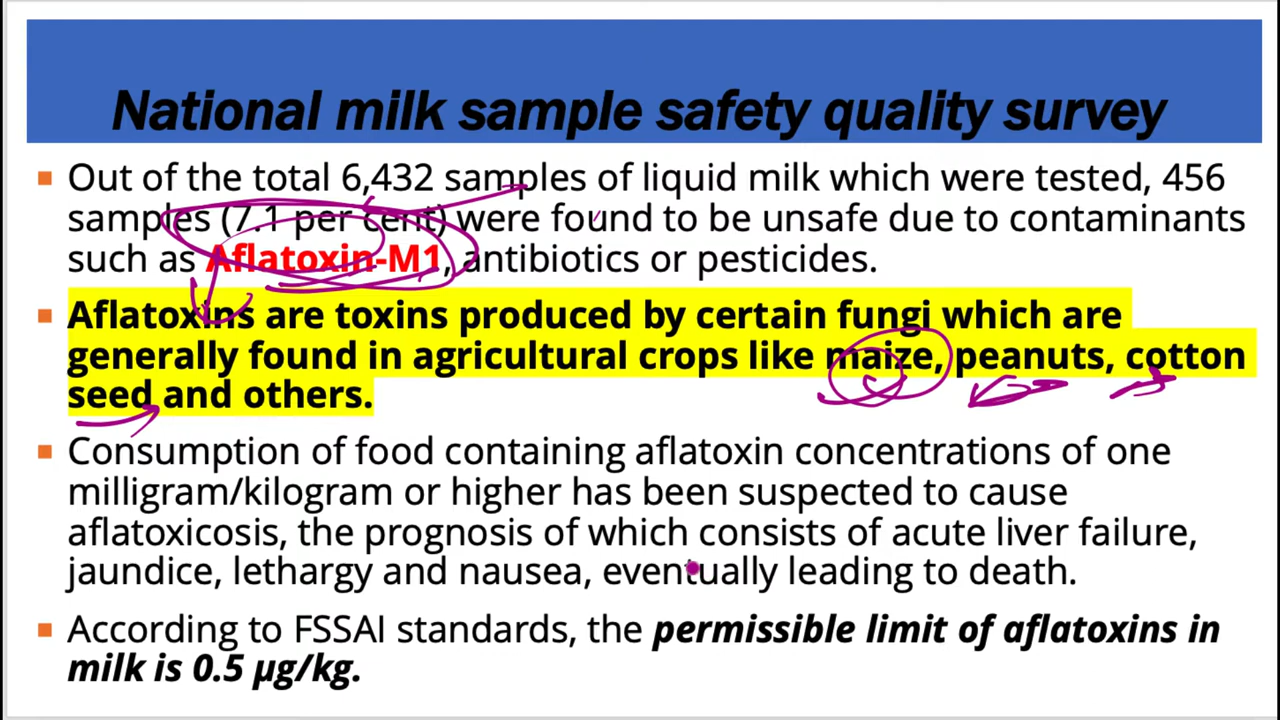 National milk sample safety quality survey
Out of the total 6,432 samples of liquid milk which were tested, 456
samples (7.1 per cent) were found to be unsafe due to contaminants
such as Aflatoxin-M1, antibiotics or pesticides.
Aflatoxins are toxins produced by certain fungi which are
generally found in agricultural crops like maize, peanuts, cotton
seed and others.
Consumption of food containing aflatoxin concentrations of one
milligram/kilogram or higher has been suspected to cause
aflatoxicosis, the prognosis of which consists of acute liver failure,
jaundice, lethargy and nausea, eventually leading to death.
According to FSSAI standards, the permissible limit of aflatoxins in
milk is 0.5 µg/kg.